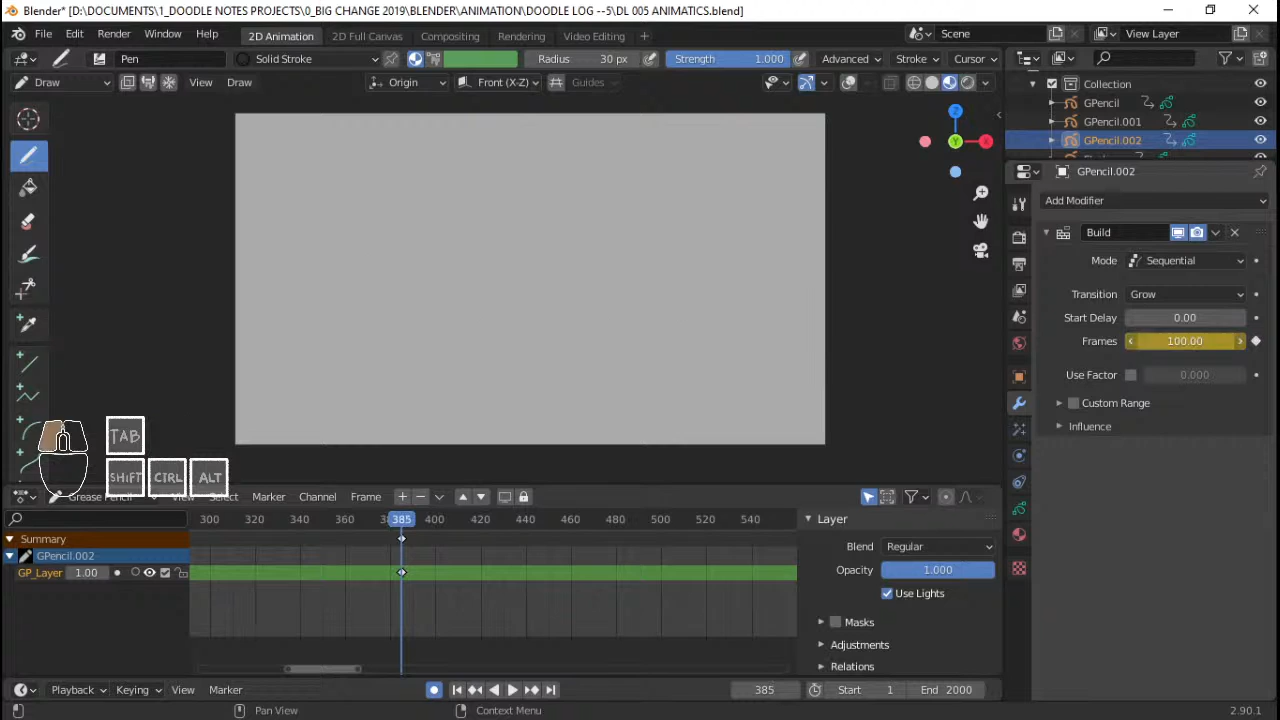 Blender* [D:\DOCUMENTS\1_DOODLE NOTES PROJECTS\0_BIG CHANGE 2019\BLENDER\ANIMATION\DOODLE LOG --5\DL 005 ANIMATICS.blend]
File Edit Render Window Help 2D Animation 2D Full Canvas Compositing Rendering Video Editing + Scene View Layer
Pen Solid Stroke Radius 30 px Strength 1.000 Advanced Stroke Cursor
Draw View Draw Origin Front (X-Z) Guides
Collection
GPencil
GPencil.001
GPencil.002
GPencil.002
Add Modifier
Build
Mode Sequential
Transition Grow
Start Delay 0.00
Frames 100.00
Use Factor 0.000
Custom Range
Influence
Z
Y
X
TAB
SHIFT CTRL ALT
Grease Pencil View Select Marker Channel Frame
300 320 340 360 385 400 420 440 460 480 500 520 540
Summary
GPencil.002
GP_Layer 1.00
Layer
Blend Regular
Opacity 1.000
Use Lights
Masks
Adjustments
Relations
Playback Keying View Marker 385 Start 1 End 2000
Pan View Context Menu 2.90.1